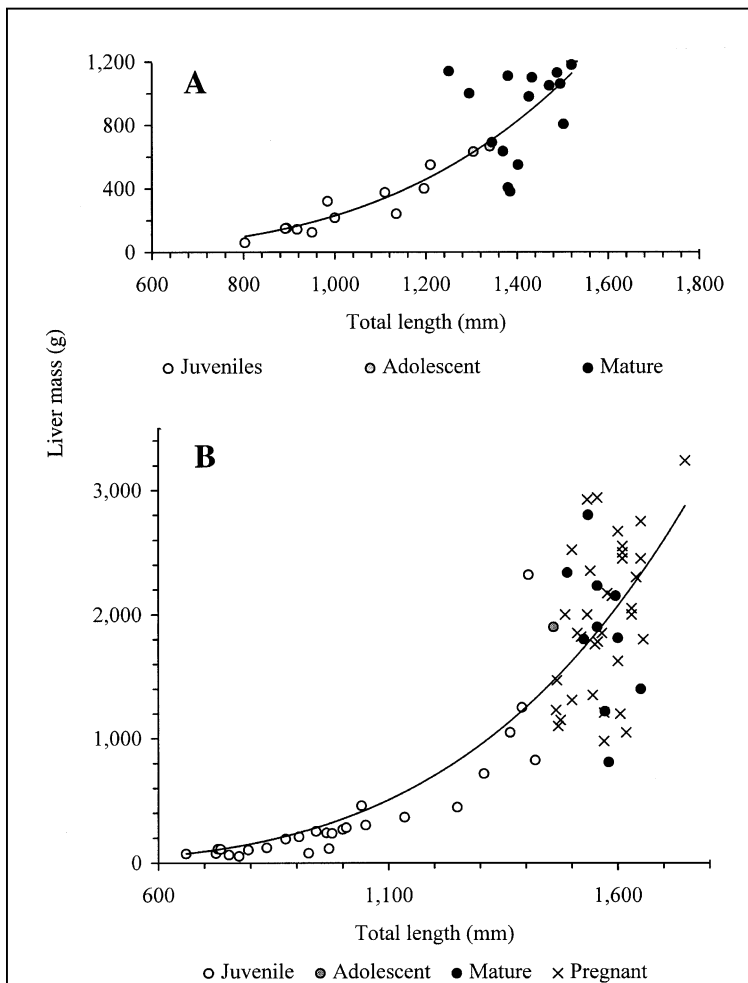 A
1,200
800
400
0
600 800 1,000 1,200 1,400 1,600 1,800
Total length (mm)
Juveniles Adolescent Mature
Liver mass (g)
B
3,000
2,000
1,000
0
600 1,100 1,600
Total length (mm)
Juvenile Adolescent Mature Pregnant